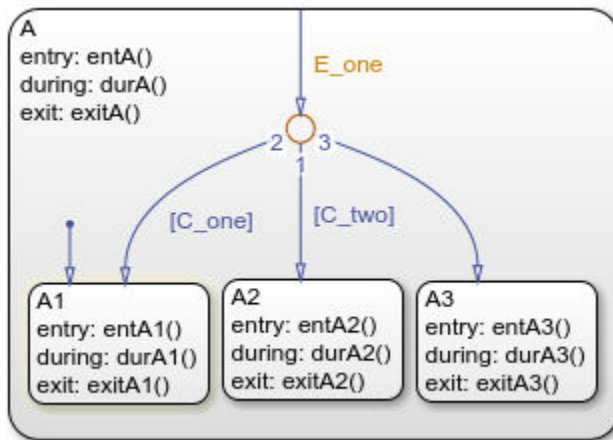 A
entry: entA()
during: durA()
exit: exitA()
E_one
2
3
1
[C_one]
[C_two]
A1
entry: entA1()
during: durA1()
exit: exitA1()
A2
entry: entA2()
during: durA2()
exit: exitA2()
A3
entry: entA3()
during: durA3()
exit: exitA3()